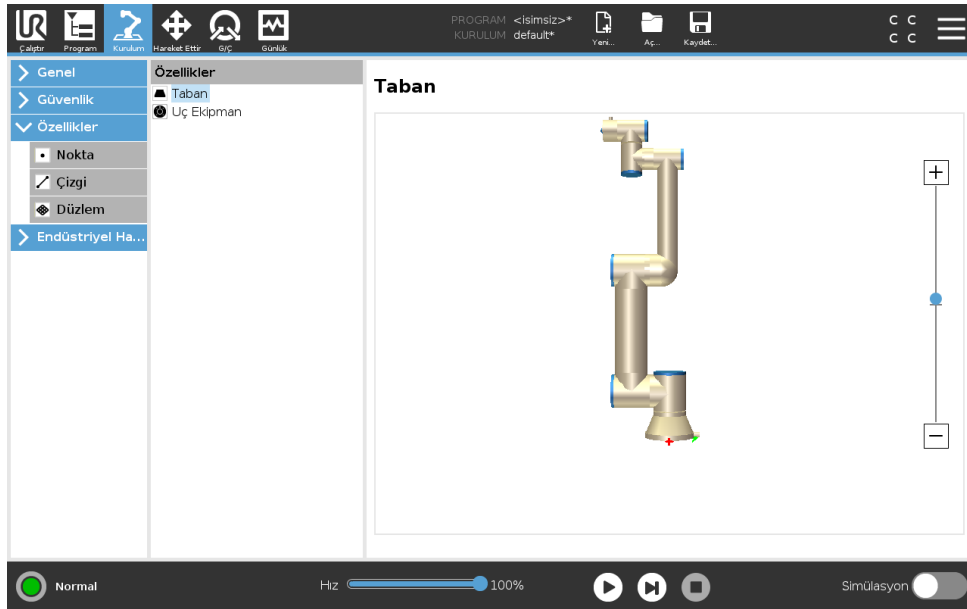 UR
PROGRAM <isimsiz>*
KURULUM default*
C C
C C
Çalıştır Program Kurulum Hareket Ettir G/Ç Günlük Yeni... Aç... Kaydet...
Genel
Güvenlik
Özellikler
Nokta
Çizgi
Düzlem
Endüstriyel Ha...
Özellikler
Taban
Uç Ekipman
Taban
Normal
Hız 100%
Simülasyon